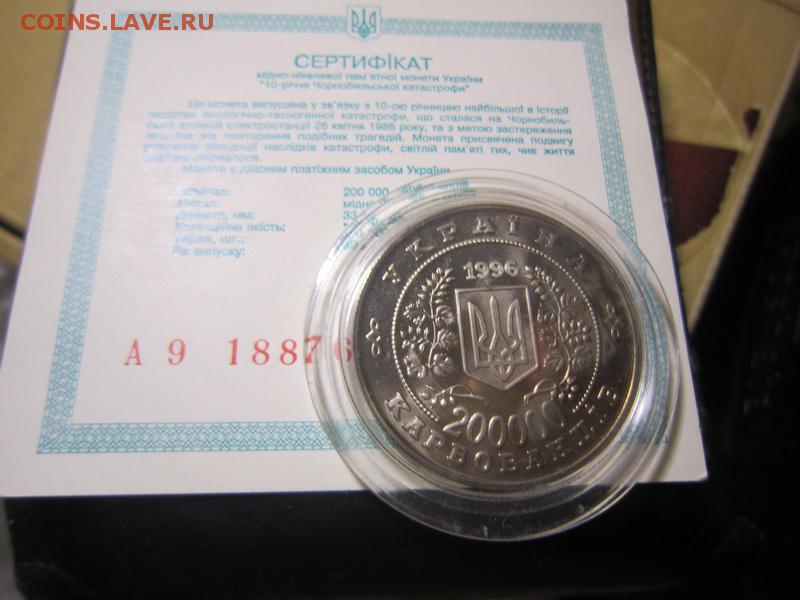 COINS.LAVE.RU
СЕРТИФІКАТ
мідно-нікелевої пам'ятної монети України
"10-річчя Чорнобильської катастрофи"
Ця монета випущена у зв'язку з 10-ою річницею найбільшої в історії
людства екологічно-техногенної катастрофи, що сталася на Чорнобиль-
ській атомній електростанції 26 квітня 1986 року, та з метою застереження
людства від повторення подібних трагедій. Монета присвячена подвигу
учасників ліквідації наслідків катастрофи, світлій пам'яті тих, чиє життя
Монета є дійсним платіжним засобом України
Номінал: 200 000
Метал: мідно
Діаметр, мм: 33
Колекційна якість:
Тираж, шт.:
Рік випуску:
А 9 18876
УКРАЇНА
1996
200000
КАРБОВАНЦІВ